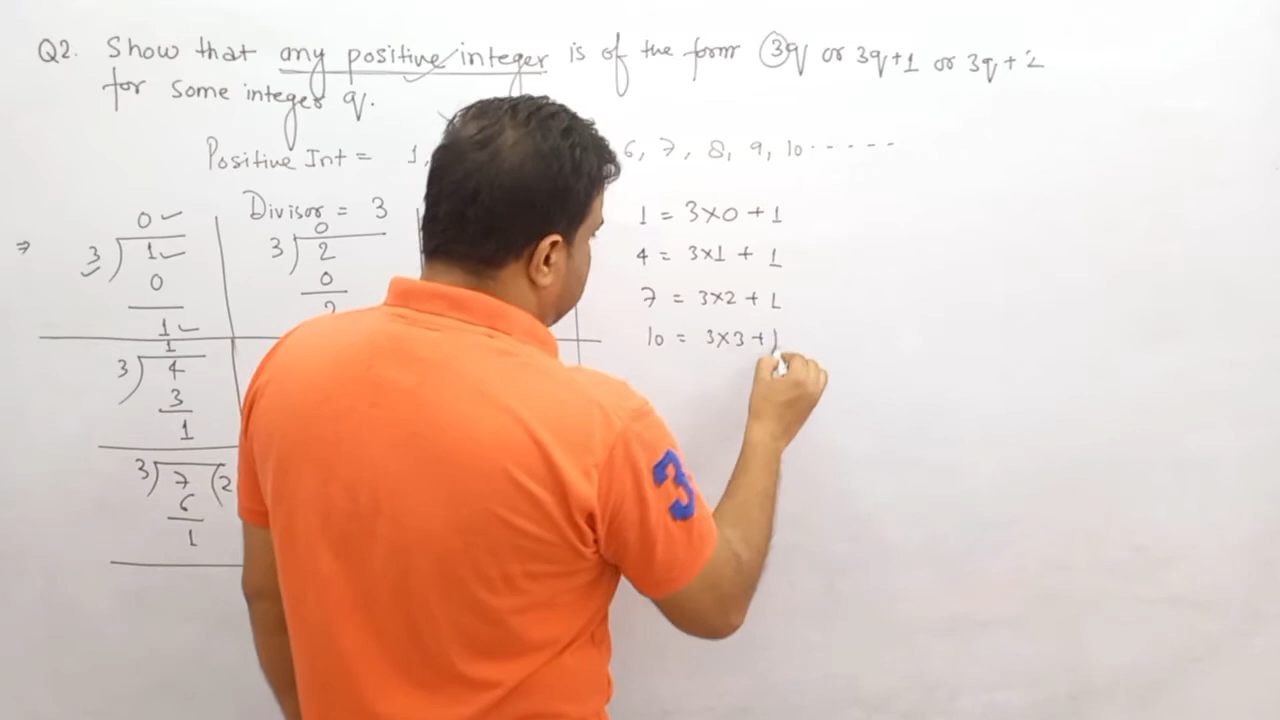 Q2. Show that any positive integer is of the form 3q or 3q+1 or 3q+2
for some integer q.
Positive Int = 1, 6, 7, 8, 9, 10 - - - - -
Divisor = 3
⇒ 3) 1 0
0
1
3) 2 0
0
2
3) 4 1
3
1
3) 7 (2
6
1
1 = 3×0 + 1
4 = 3×1 + 1
7 = 3×2 + 1
10 = 3×3 + 1
3